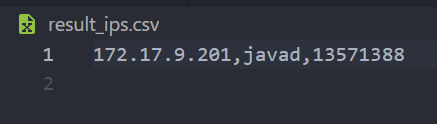 result_ips.csv
1 172.17.9.201,javad,13571388
2